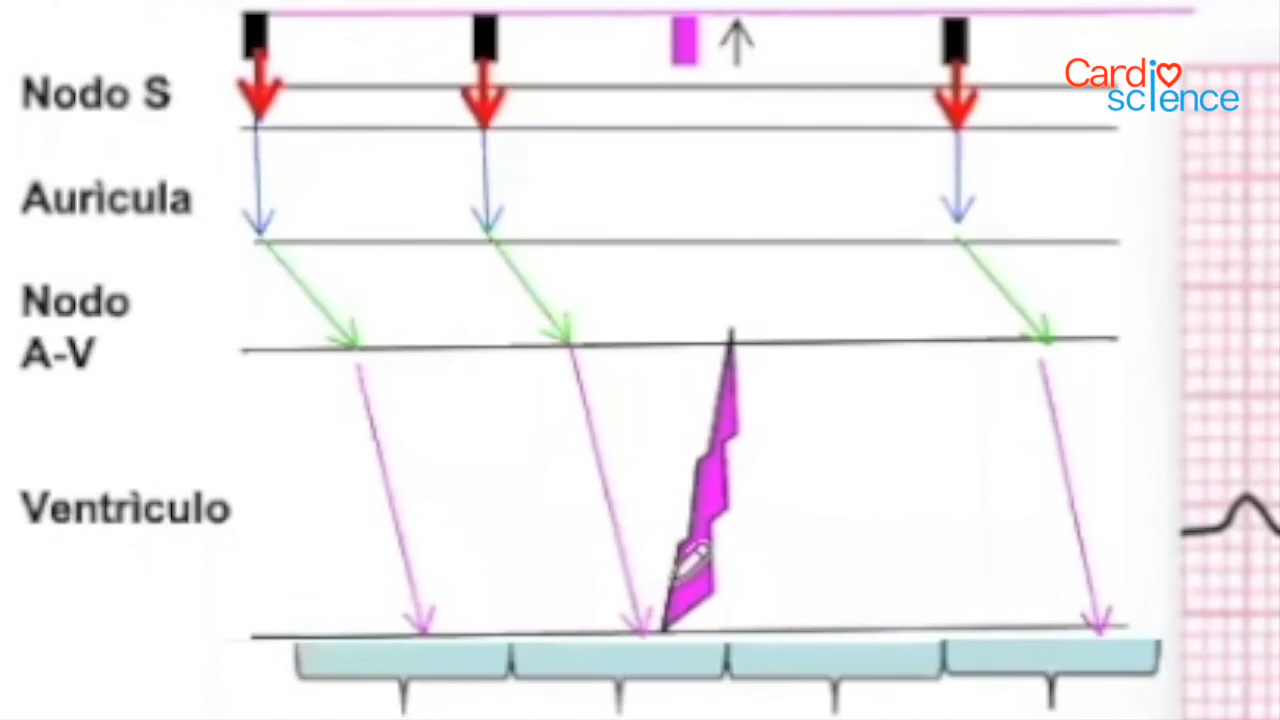 Nodo S
Cardio
science
Auricula
Nodo
A-V
Ventriculo